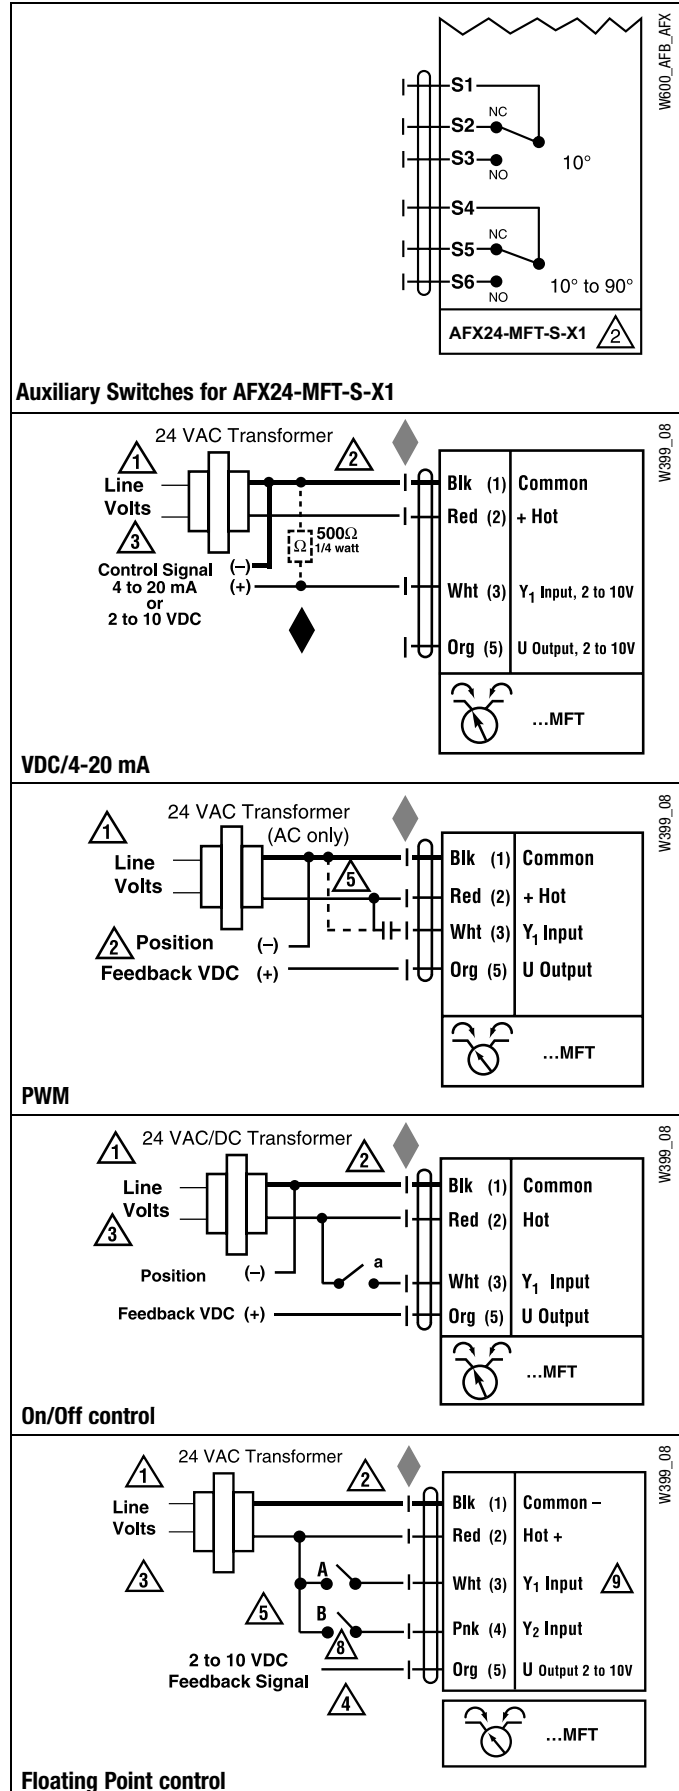 W600_AFB_AFX
S1
S2 NC
S3 NO
10°
S4
S5 NC
S6 NO
10° to 90°
AFX24-MFT-S-X1 2
Auxiliary Switches for AFX24-MFT-S-X1
W399_08
24 VAC Transformer
1
2
Line
Volts
3
Control Signal (–)
4 to 20 mA (+)
or
2 to 10 VDC
Ω 500Ω
1/4 watt
Blk (1) Common
Red (2) + Hot
Wht (3) Y1 Input, 2 to 10V
Org (5) U Output, 2 to 10V
...MFT
VDC/4-20 mA
W399_08
24 VAC Transformer
(AC only)
1
Line
Volts
5
2 Position (–)
Feedback VDC (+)
Blk (1) Common
Red (2) + Hot
Wht (3) Y1 Input
Org (5) U Output
...MFT
PWM
W399_08
24 VAC/DC Transformer
1
2
Line
Volts
3
Position (–)
a
Feedback VDC (+)
Blk (1) Common
Red (2) Hot
Wht (3) Y1 Input
Org (5) U Output
...MFT
On/Off control
W399_08
24 VAC Transformer
1
2
Line
Volts
3
A
5
B
8
2 to 10 VDC
Feedback Signal
4
Blk (1) Common –
Red (2) Hot +
Wht (3) Y1 Input 9
Pnk (4) Y2 Input
Org (5) U Output 2 to 10V
...MFT
Floating Point control